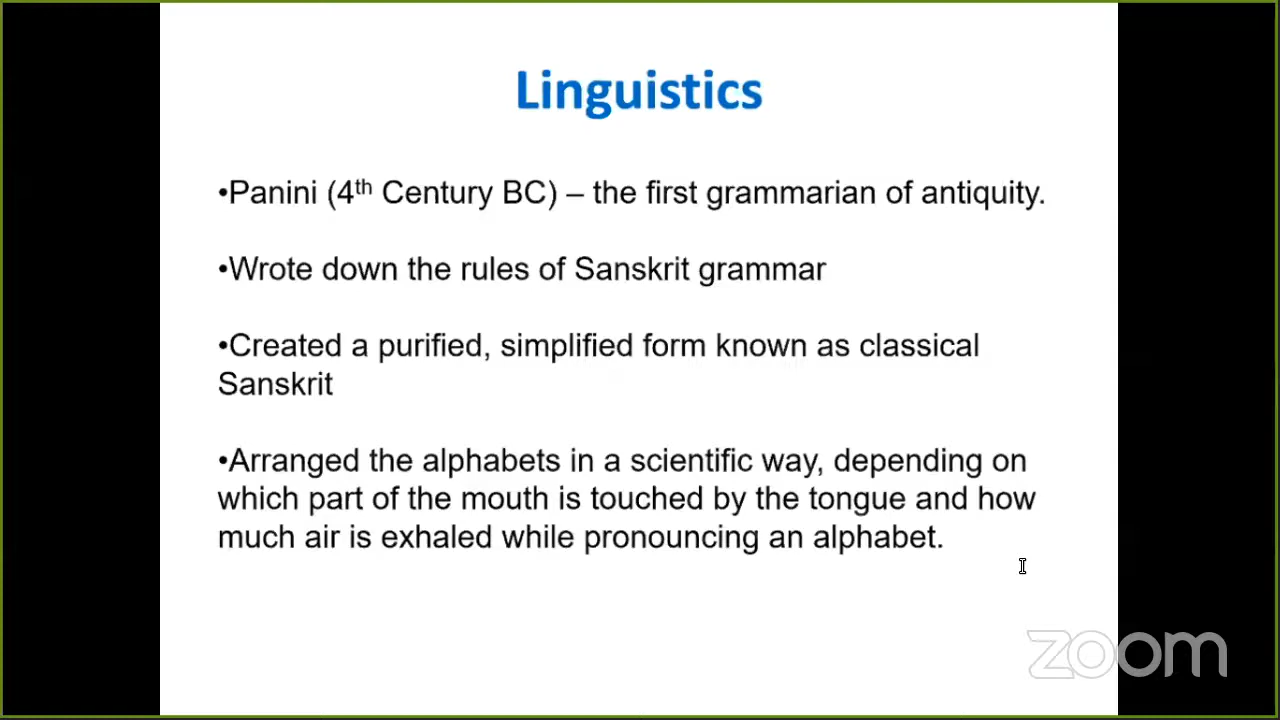 Linguistics
•Panini (4th Century BC) – the first grammarian of antiquity.
•Wrote down the rules of Sanskrit grammar
•Created a purified, simplified form known as classical
Sanskrit
•Arranged the alphabets in a scientific way, depending on
which part of the mouth is touched by the tongue and how
much air is exhaled while pronouncing an alphabet.
zoom